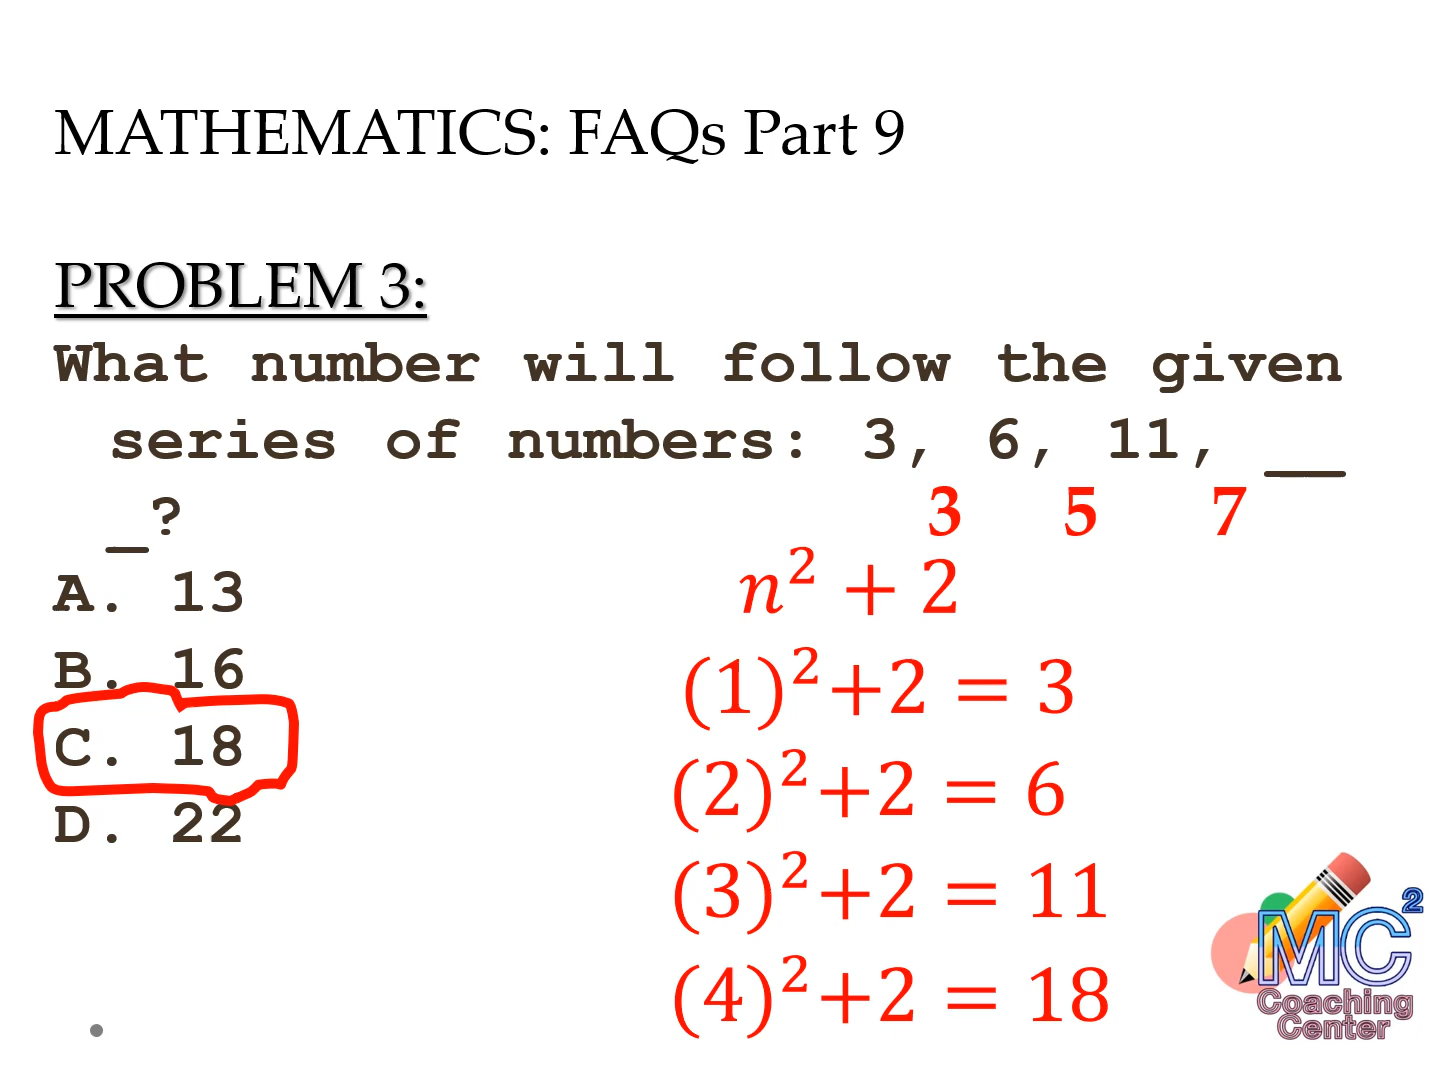 MATHEMATICS: FAQs Part 9
PROBLEM 3:
What number will follow the given
series of numbers: 3, 6, 11, __
_?
3 5 7
A. 13
B. 16
C. 18
D. 22
n² + 2
(1)²+2 = 3
(2)²+2 = 6
(3)²+2 = 11
(4)²+2 = 18
MC²
Coaching
Center